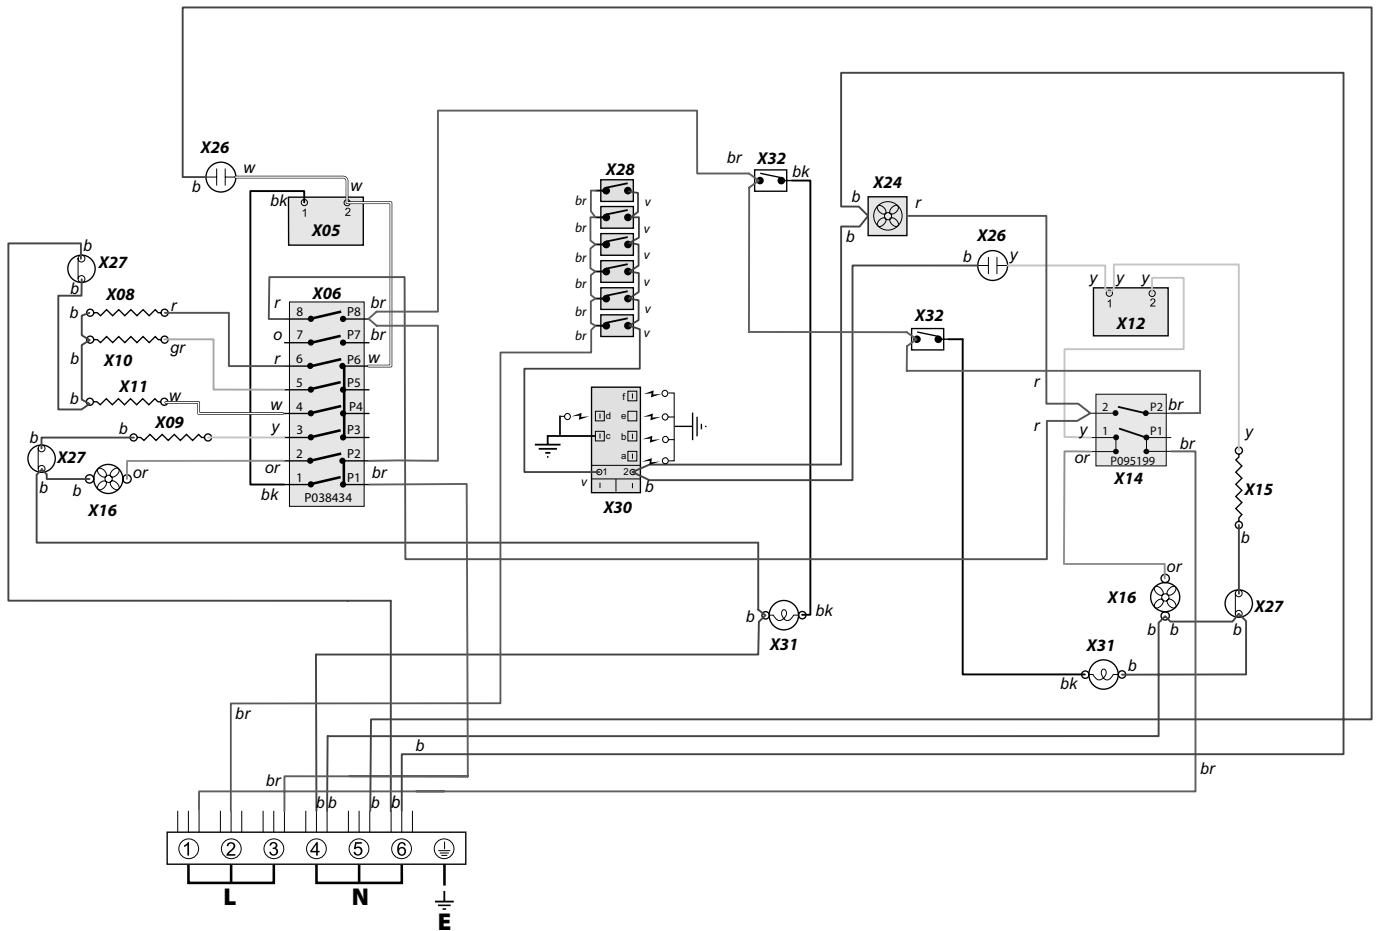 X26
w
b
w
bk
1
2
X05
b
X27
b
X08
b
r
X10
gr
b
X11
b
w
X09
b
b
X27
b
b
or
X16
X06
r
8
P8
br
o
7
P7
br
r
6
P6
w
5
P5
w
4
P4
y
3
P3
or
2
P2
br
bk
1
P1
P038434
X28
br
v
br
v
br
v
br
v
br
v
br
v
f
d
e
c
b
a
1
2
v
b
X30
br
X32
bk
b
X24
r
b
X26
b
y
y
y
y
1
2
X12
X32
r
2
P2
br
r
y
1
P1
br
or
P095199
X14
y
X15
b
or
X16
b
b
X27
b
b
bk
X31
X31
b
bk
br
b
br
br
b
b
b
b
1
2
3
4
5
6
L
N
E